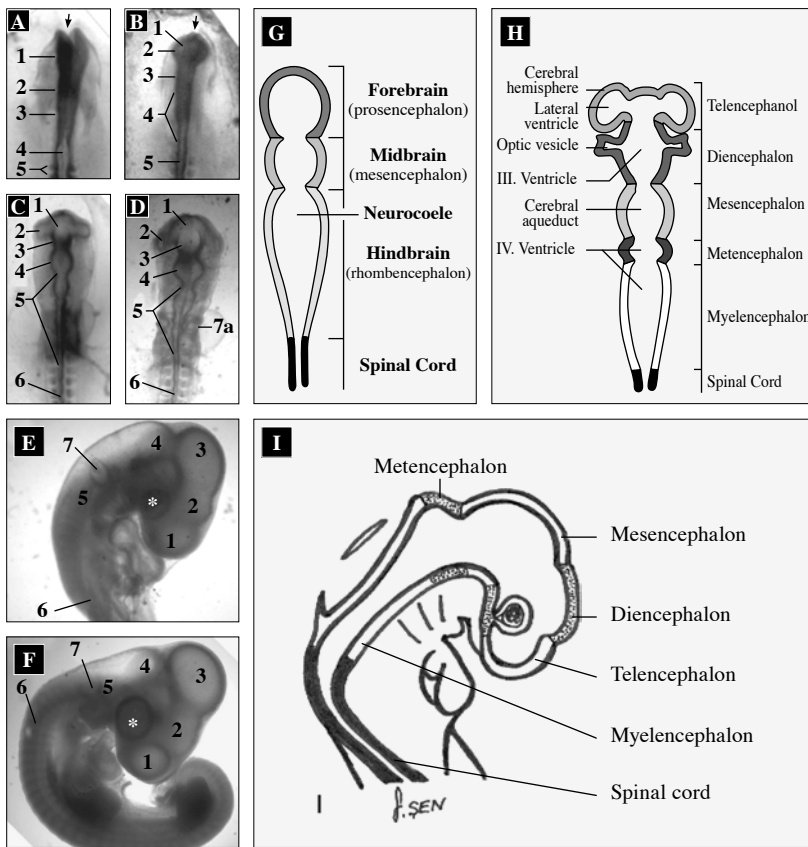 A
1
2
3
4
5
B
1
2
3
4
5
C
1
2
3
4
5
6
D
1
2
3
4
5
7a
6
E
7
4
3
5
*
2
1
6
F
7
6
5
4
3
*
2
1
G
Forebrain
(prosencephalon)
Midbrain
(mesencephalon)
Neurocoele
Hindbrain
(rhombencephalon)
Spinal Cord
H
Cerebral
hemisphere
Lateral
ventricle
Optic vesicle
III. Ventricle
Cerebral
aqueduct
IV. Ventricle
Telencephanol
Diencephalon
Mesencephalon
Metencephalon
Myelencephalon
Spinal Cord
I
Metencephalon
Mesencephalon
Diencephalon
Telencephalon
Myelencephalon
Spinal cord
I
J.ŞEN